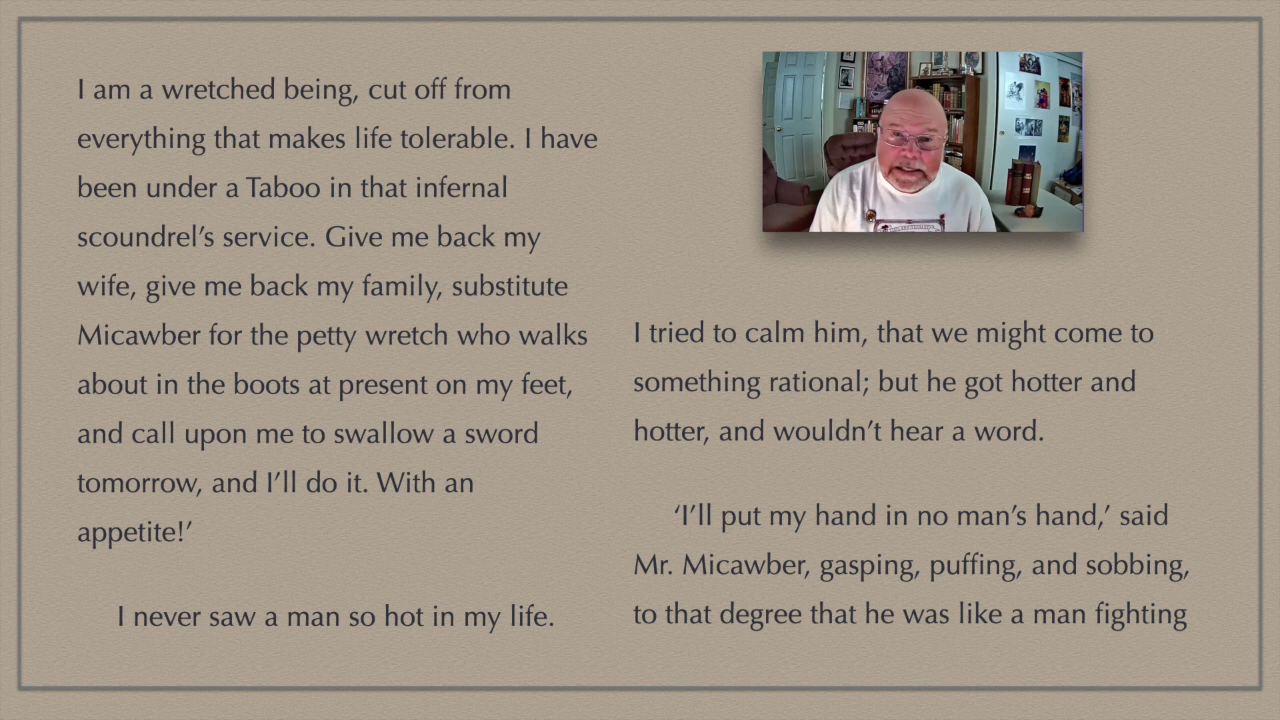 I am a wretched being, cut off from
everything that makes life tolerable. I have
been under a Taboo in that infernal
scoundrel’s service. Give me back my
wife, give me back my family, substitute
Micawber for the petty wretch who walks
about in the boots at present on my feet,
and call upon me to swallow a sword
tomorrow, and I’ll do it. With an
appetite!’
I never saw a man so hot in my life.
I tried to calm him, that we might come to
something rational; but he got hotter and
hotter, and wouldn’t hear a word.
‘I’ll put my hand in no man’s hand,’ said
Mr. Micawber, gasping, puffing, and sobbing,
to that degree that he was like a man fighting